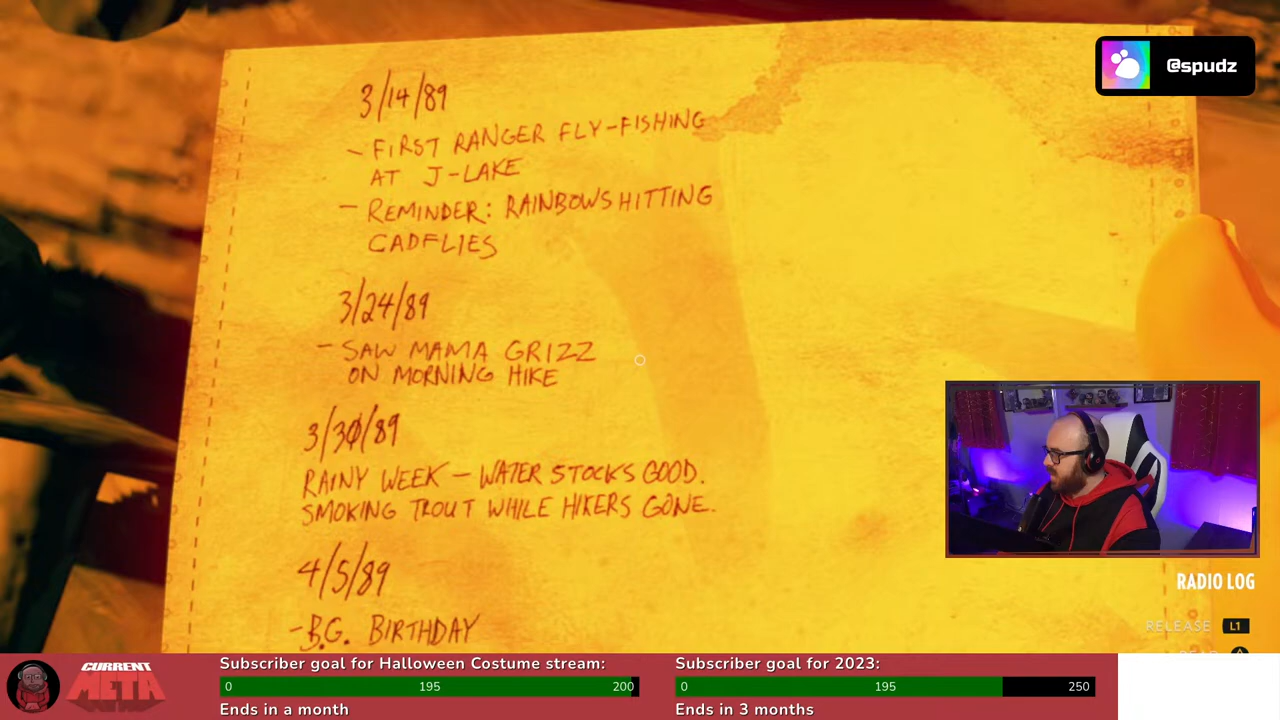 3/14/89
- FIRST RANGER FLY-FISHING
AT J-LAKE
- REMINDER: RAINBOWS HITTING
CADFLIES
3/24/89
- SAW MAMA GRIZZ
ON MORNING HIKE
3/30/89
RAINY WEEK - WATER STOCKS GOOD.
SMOKING TROUT WHILE HIKERS GONE.
4/5/89
- B.G. BIRTHDAY
@spudz
RADIO LOG
RELEASE L1
CURRENT
META
Subscriber goal for Halloween Costume stream:
0 195 200
Ends in a month
Subscriber goal for 2023:
0 195 250
Ends in 3 months